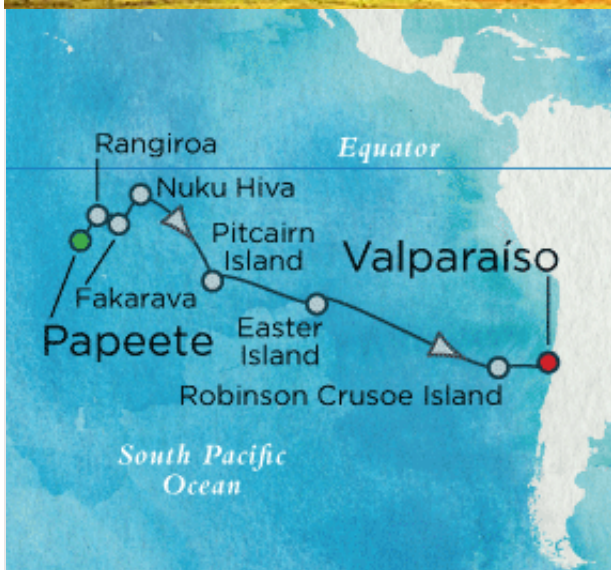 Rangiroa
Equator
Nuku Hiva
Pitcairn
Island
Valparaíso
Fakarava
Papeete
Easter
Island
Robinson Crusoe Island
South Pacific
Ocean